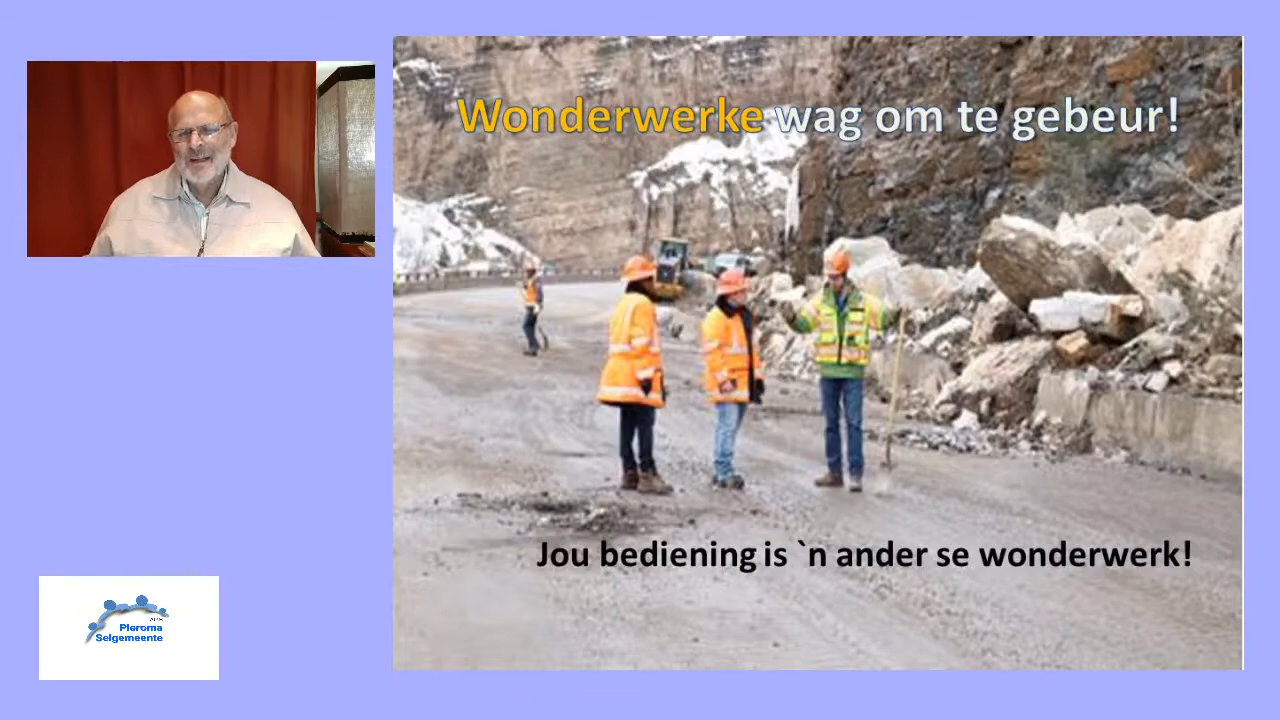 Wonderwerke wag om te gebeur!
Jou bediening is `n ander se wonderwerk!
Pleroma
Selgemeente